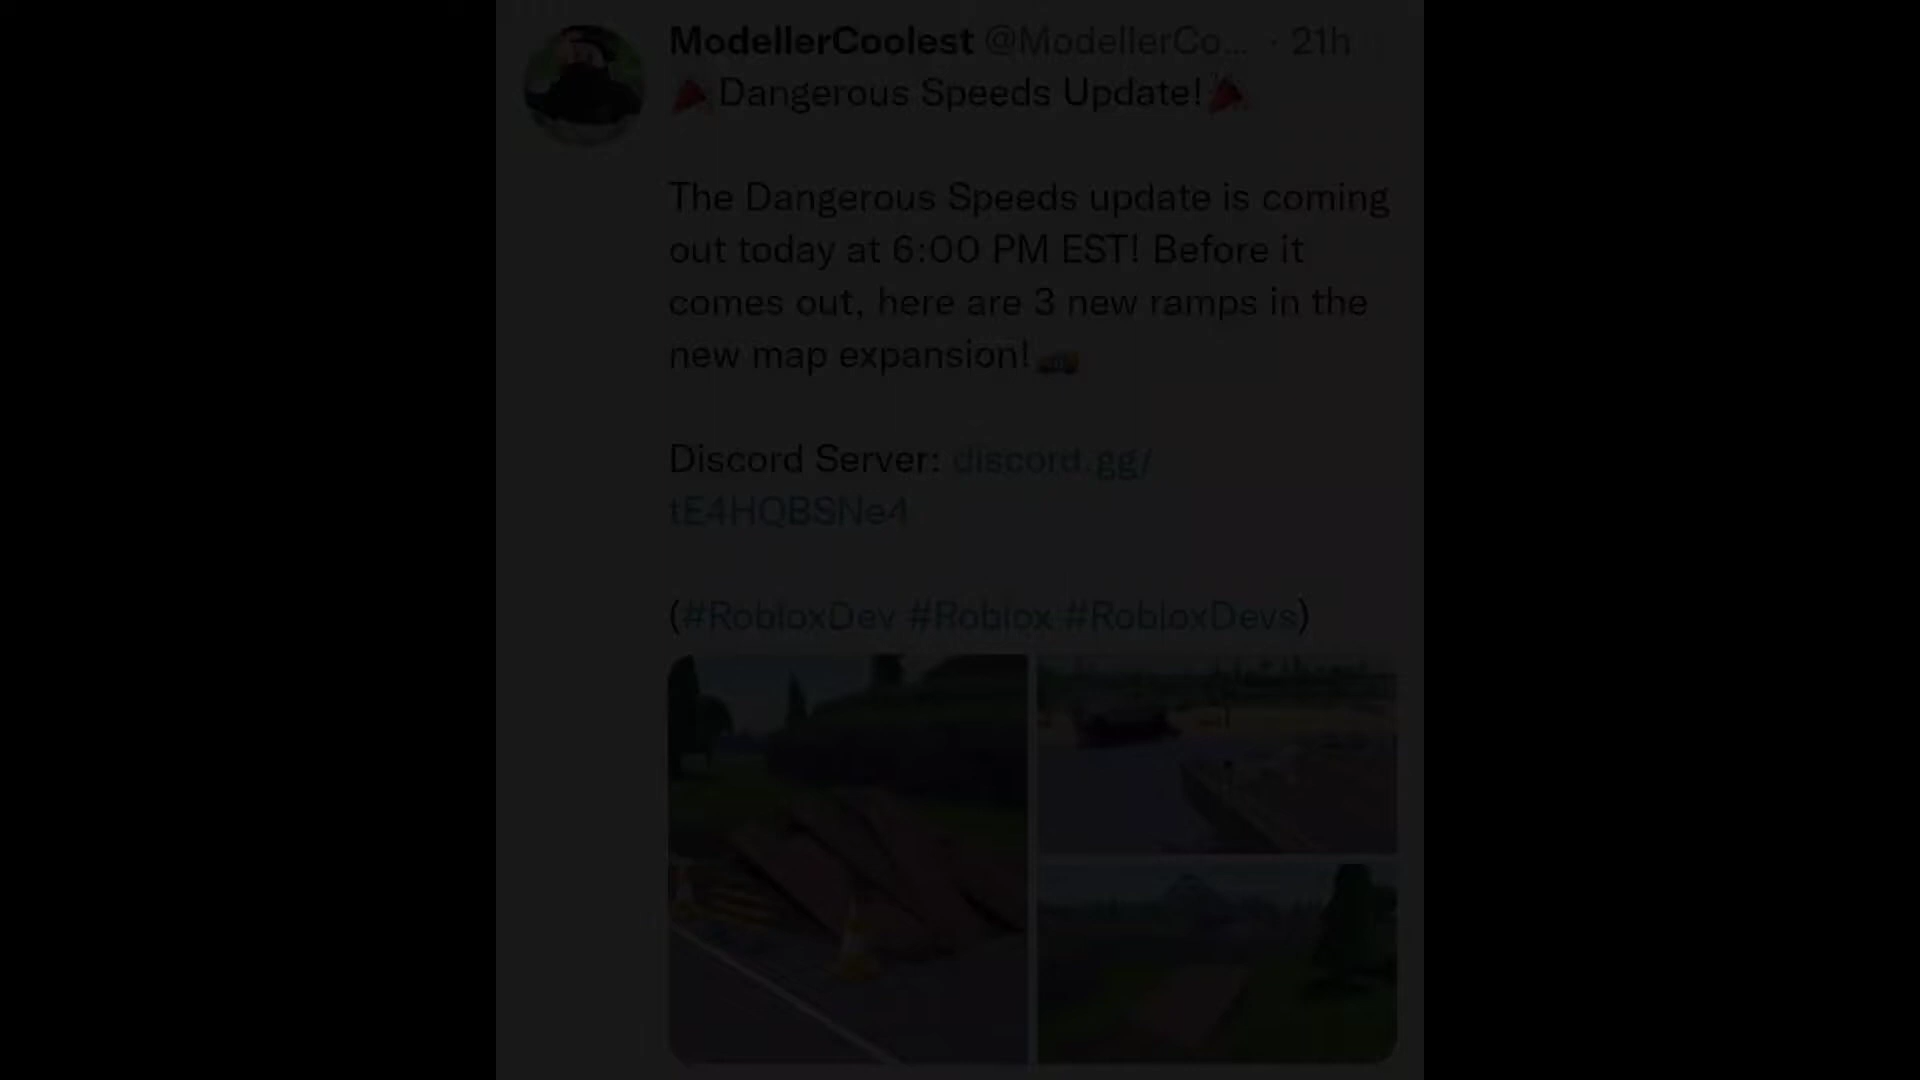 ModellerCoolest @ModellerCo... · 21h
Dangerous Speeds Update!
The Dangerous Speeds update is coming
out today at 6:00 PM EST! Before it
comes out, here are 3 new ramps in the
new map expansion!
Discord Server: discord.gg/
tE4HQBSNe4
(#RobloxDev #Roblox #RobloxDevs)